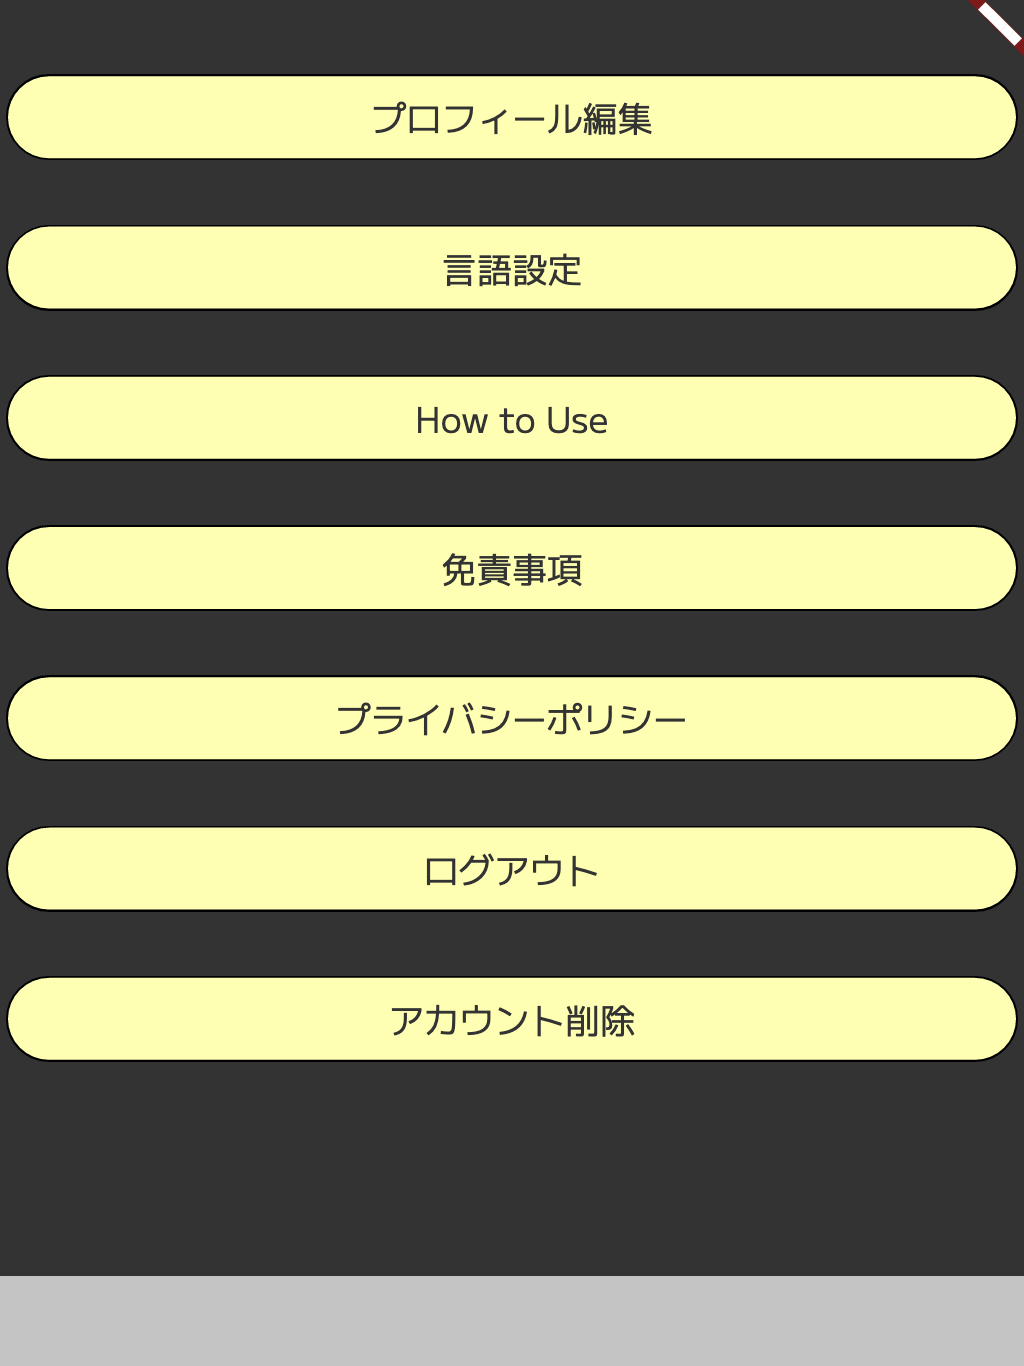 プロフィール編集
言語設定
How to Use
免責事項
プライバシーポリシー
ログアウト
アカウント削除